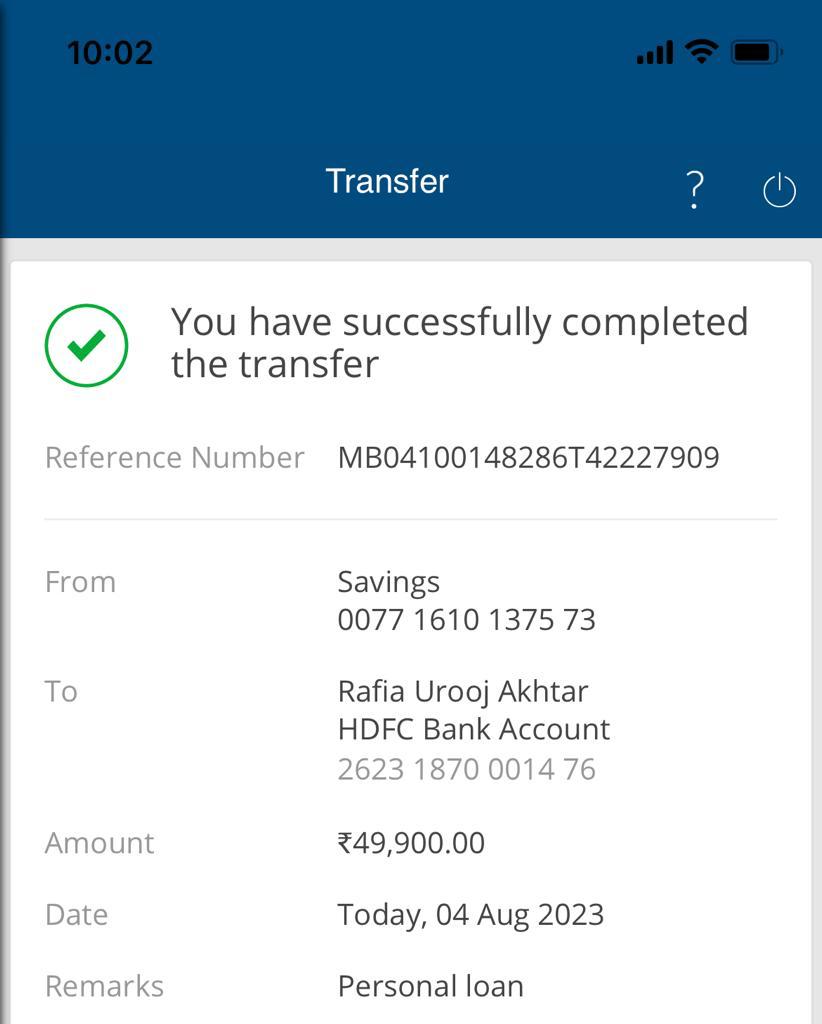 10:02
Transfer
?
You have successfully completed
the transfer
Reference Number MB04100148286T42227909
From Savings
0077 1610 1375 73
To Rafia Urooj Akhtar
HDFC Bank Account
2623 1870 0014 76
Amount ₹49,900.00
Date Today, 04 Aug 2023
Remarks Personal loan